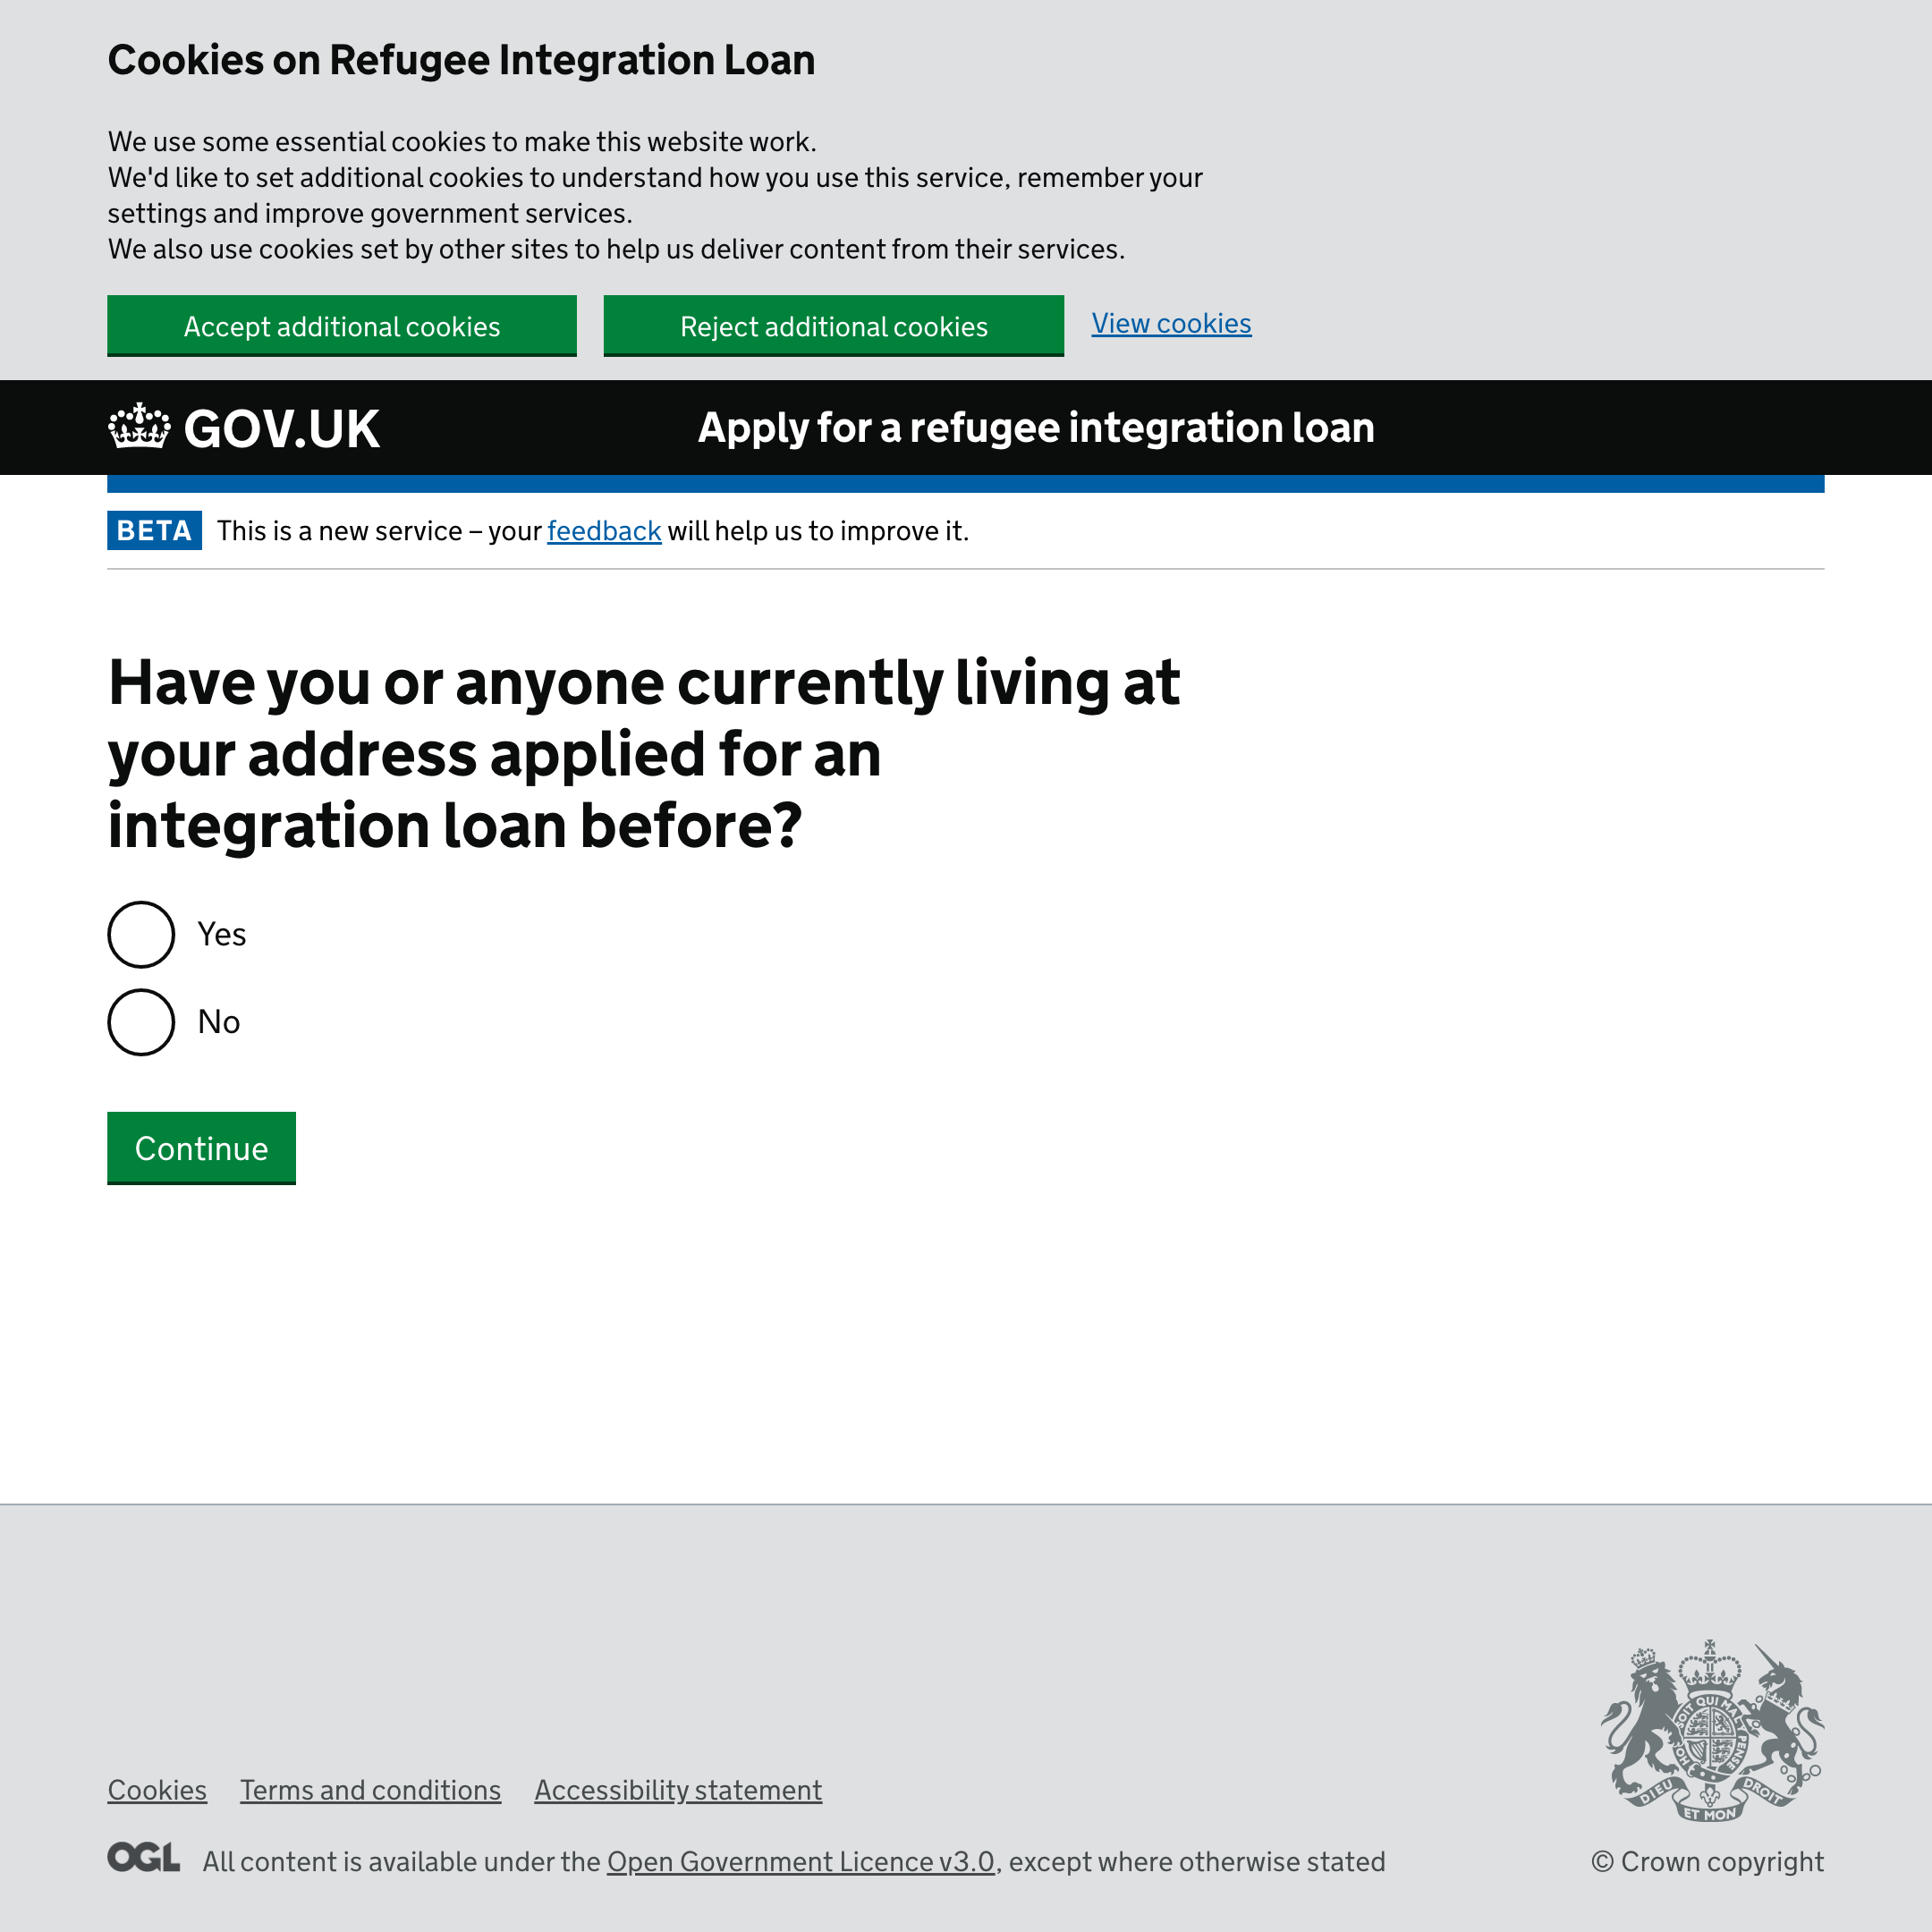 Cookies on Refugee Integration Loan
We use some essential cookies to make this website work.
We'd like to set additional cookies to understand how you use this service, remember your
settings and improve government services.
We also use cookies set by other sites to help us deliver content from their services.
Accept additional cookies
Reject additional cookies
View cookies
GOV.UK
Apply for a refugee integration loan
BETA
This is a new service – your feedback will help us to improve it.
Have you or anyone currently living at
your address applied for an
integration loan before?
Yes
No
Continue
SOIT QUI MAL
PENSE
HO
DIEU ET MON DROIT
Cookies
Terms and conditions
Accessibility statement
OGL
All content is available under the Open Government Licence v3.0, except where otherwise stated
© Crown copyright